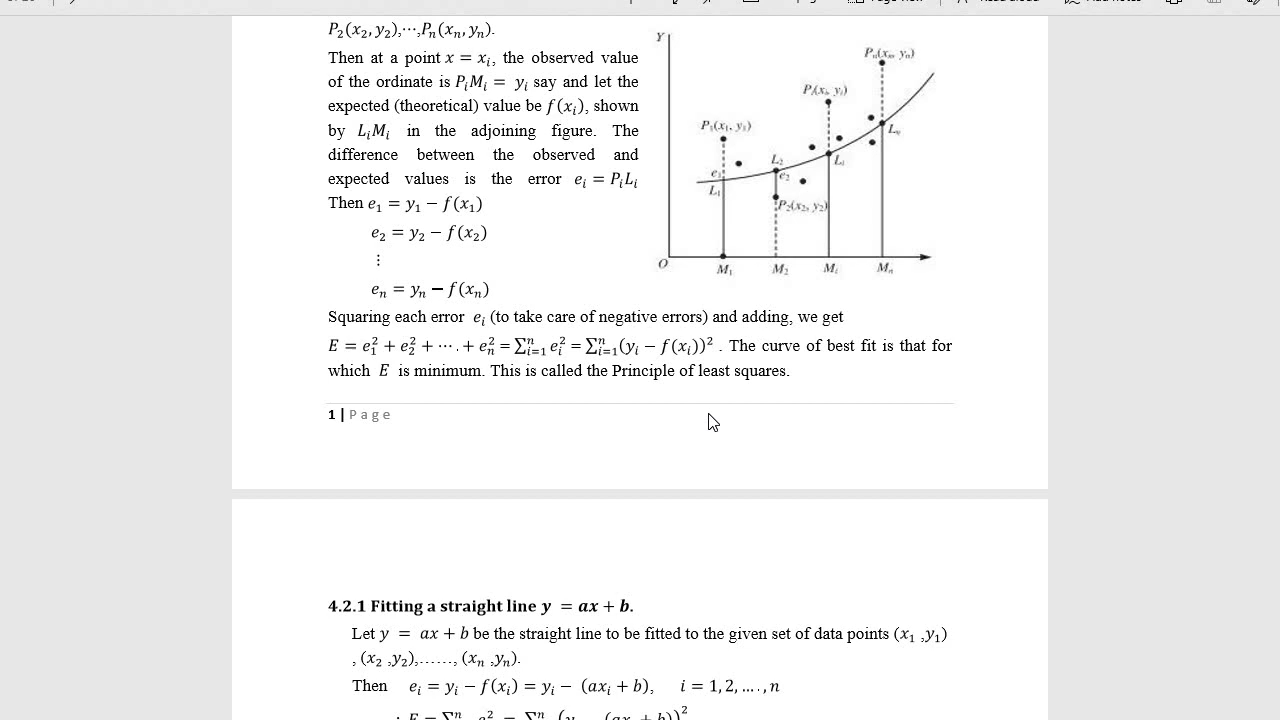 P₂(x₂, y₂),⋯,Pₙ(xₙ, yₙ).
Then at a point x = xᵢ, the observed value
of the ordinate is PᵢMᵢ = yᵢ say and let the
expected (theoretical) value be f(xᵢ), shown
by LᵢMᵢ in the adjoining figure. The
difference between the observed and
expected values is the error eᵢ = PᵢLᵢ
Then e₁ = y₁ − f(x₁)
e₂ = y₂ − f(x₂)
⋮
eₙ = yₙ − f(xₙ)
Y
Pₙ(xₙ, yₙ)
Pᵢ(xᵢ, yᵢ)
P₁(x₁, y₁)
Lₙ
L₂
Lᵢ
e₁
e₂
L₁
P₂(x₂, y₂)
O
M₁
M₂
Mᵢ
Mₙ
Squaring each error eᵢ (to take care of negative errors) and adding, we get
E = e₁² + e₂² + ⋯ . + eₙ² = ∑ᵢ₌₁ⁿ eᵢ² = ∑ᵢ₌₁ⁿ(yᵢ − f(xᵢ))² . The curve of best fit is that for
which E is minimum. This is called the Principle of least squares.
1 | Page
4.2.1 Fitting a straight line y = ax + b.
Let y = ax + b be the straight line to be fitted to the given set of data points (x₁ ,y₁)
, (x₂ ,y₂),……, (xₙ ,yₙ).
Then eᵢ = yᵢ − f(xᵢ) = yᵢ − (axᵢ + b), i = 1, 2, … . , n